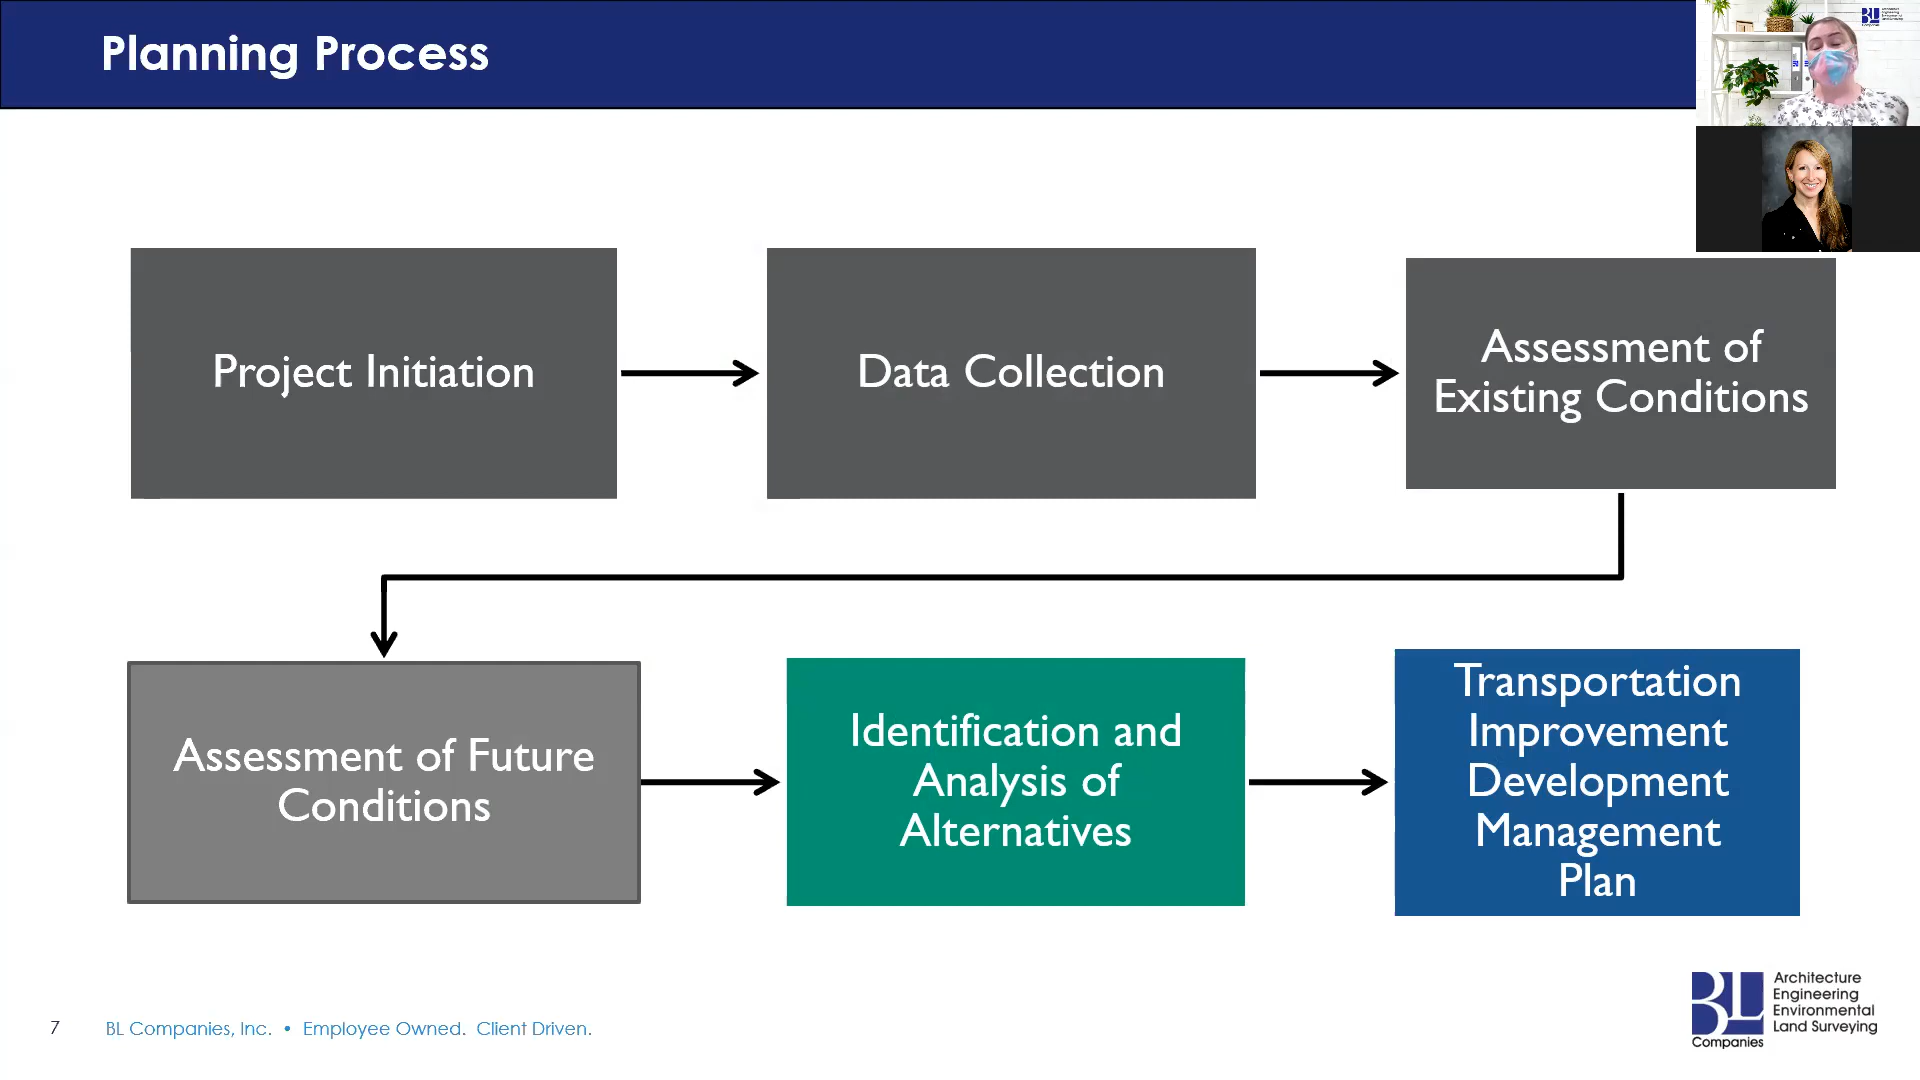 Planning Process
Project Initiation
Data Collection
Assessment of
Existing Conditions
Assessment of Future
Conditions
Identification and
Analysis of
Alternatives
Transportation
Improvement
Development
Management
Plan
7
BL Companies, Inc. • Employee Owned. Client Driven.
BL
Companies
Architecture
Engineering
Environmental
Land Surveying